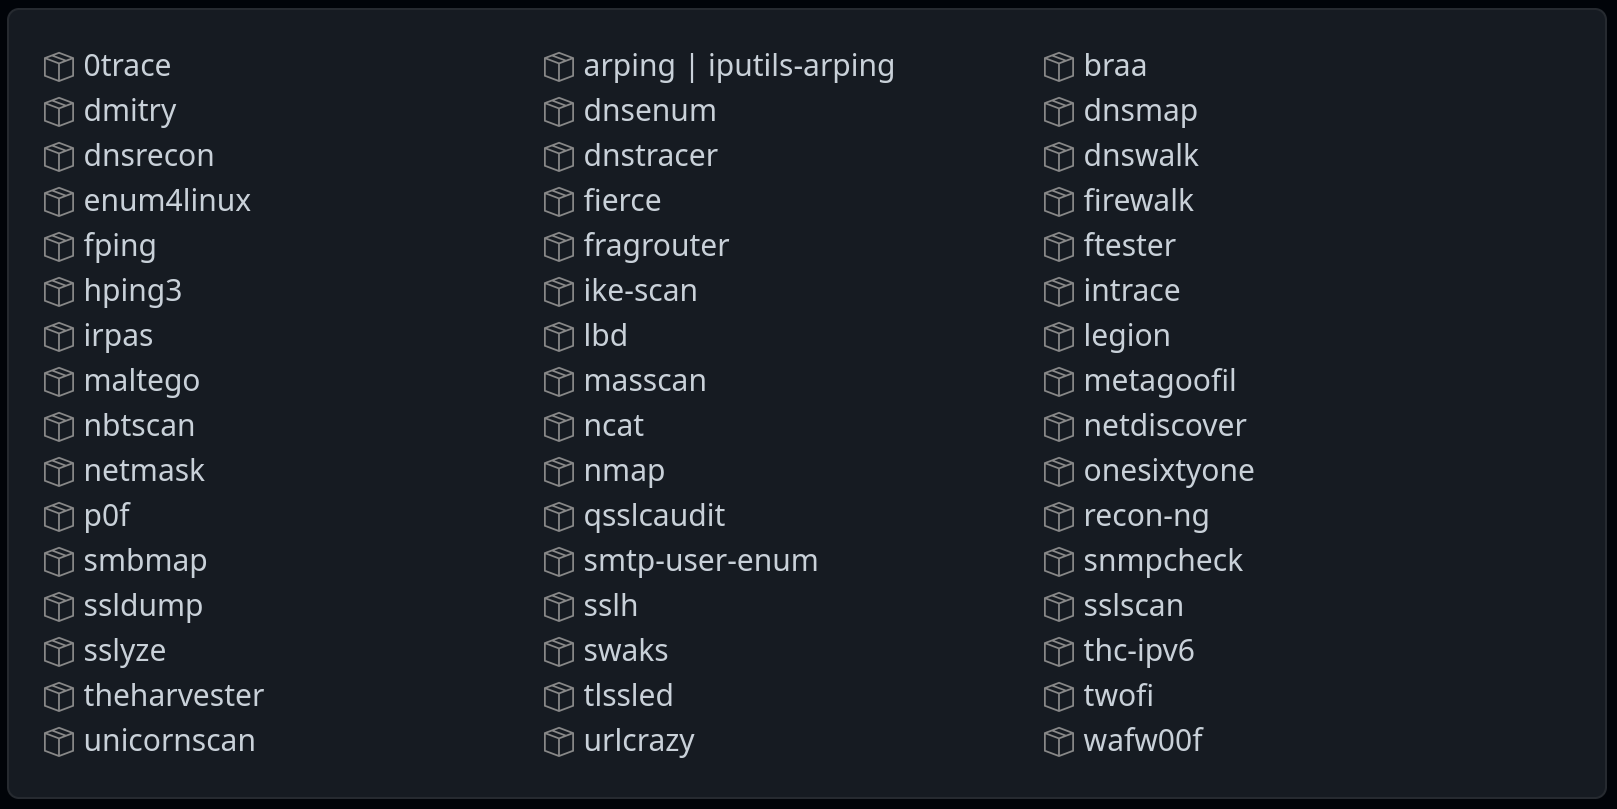 0trace
arping | iputils-arping
braa
dmitry
dnsenum
dnsmap
dnsrecon
dnstracer
dnswalk
enum4linux
fierce
firewalk
fping
fragrouter
ftester
hping3
ike-scan
intrace
irpas
lbd
legion
maltego
masscan
metagoofil
nbtscan
ncat
netdiscover
netmask
nmap
onesixtyone
p0f
qsslcaudit
recon-ng
smbmap
smtp-user-enum
snmpcheck
ssldump
sslh
sslscan
sslyze
swaks
thc-ipv6
theharvester
tlssled
twofi
unicornscan
urlcrazy
wafw00f